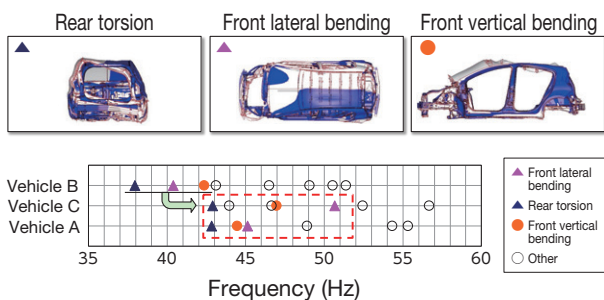 Rear torsion
Front lateral bending
Front vertical bending
Vehicle B
Vehicle C
Vehicle A
35
40
45
50
55
60
Frequency (Hz)
Front lateral
bending
Rear torsion
Front vertical
bending
Other